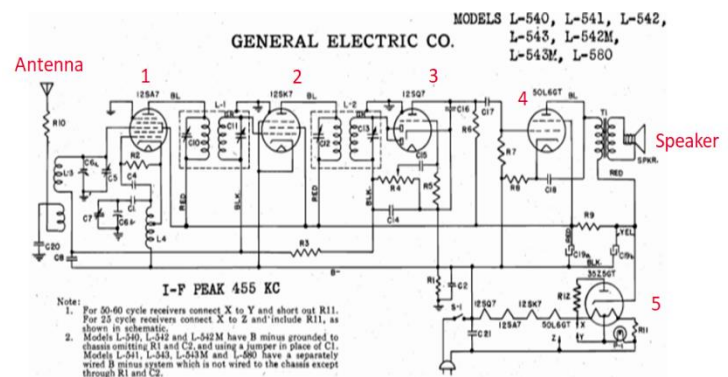 MODELS L-540, L-541, L-542,
L-543, L-542M,
L-543M, L-580
GENERAL ELECTRIC CO.
Antenna
1
2
3
4
5
Speaker
12SA7
BL
L-1
12SK7
BL
L-2
12SQ7
C16
C17
50L6GT
BL
T1
SPKR.
RED
R10
L3
C6a
C5
R2
C4
C1
C7
C6b
L4
C20
C8
C10
C11
RED
BLK.
C12
C13
RED
BLK.
C15
R4
R5
C14
R6
R7
R8
C18
R9
R3
B-
RED
C19a
YEL
C19b
BLK.
35Z5GT
R1
C2
S-1
C21
12SQ7
12SA7
12SK7
50L6GT
R12
X
Y
Z
P-1
R11
I-F PEAK 455 KC
Note:
1. For 50-60 cycle receivers connect X to Y and short out R11.
For 25 cycle receivers connect X to Z and include R11, as
shown in schematic.
2. Models L-540, L-542 and L-542M have B minus grounded to
chassis omitting R1 and C2, and using a jumper in place of C1.
Models L-541, L-543, L-543M and L-580 have a separately
wired B minus system which is not wired to the chassis except
through R1 and C2.